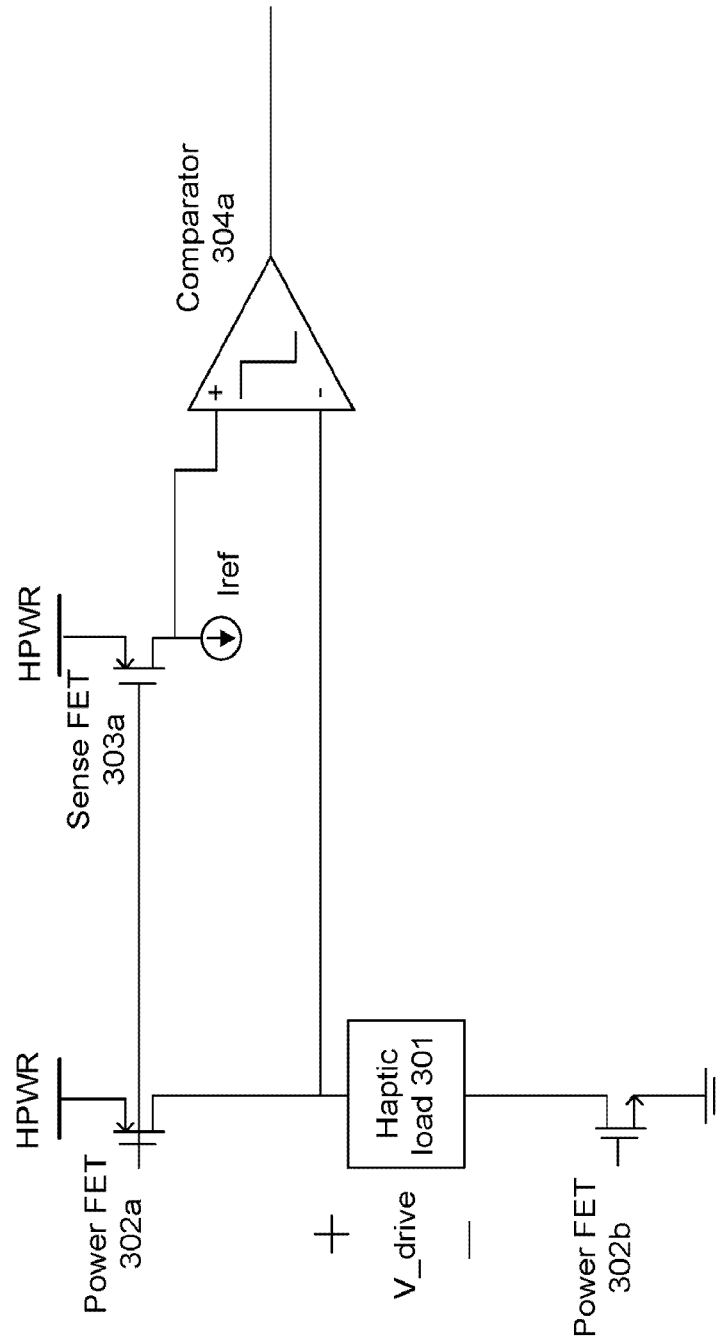 HPWR
Power FET
302a
HPWR
Sense FET
303a
Iref
Comparator
304a
+
-
+
V_drive
—
Haptic
load 301
Power FET
302b